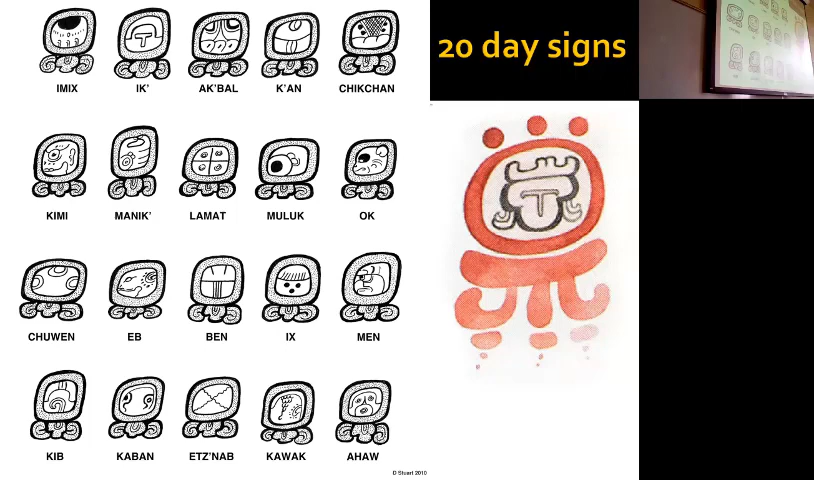 20 day signs
IMIX IK' AK'BAL K'AN CHIKCHAN
KIMI MANIK' LAMAT MULUK OK
CHUWEN EB BEN IX MEN
KIB KABAN ETZ'NAB KAWAK AHAW
D Stuart 2010